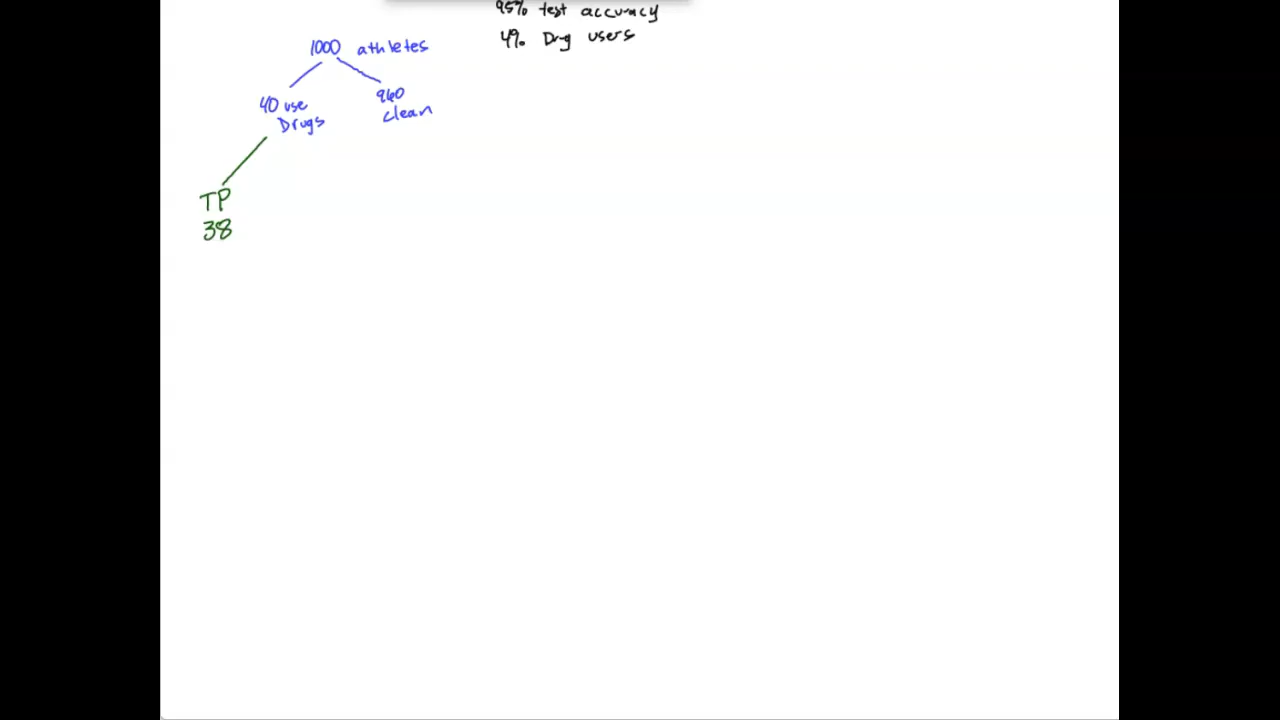 95% test accuracy
4% Drug users
1000 athletes
40 use
Drugs
960
clean
TP
38